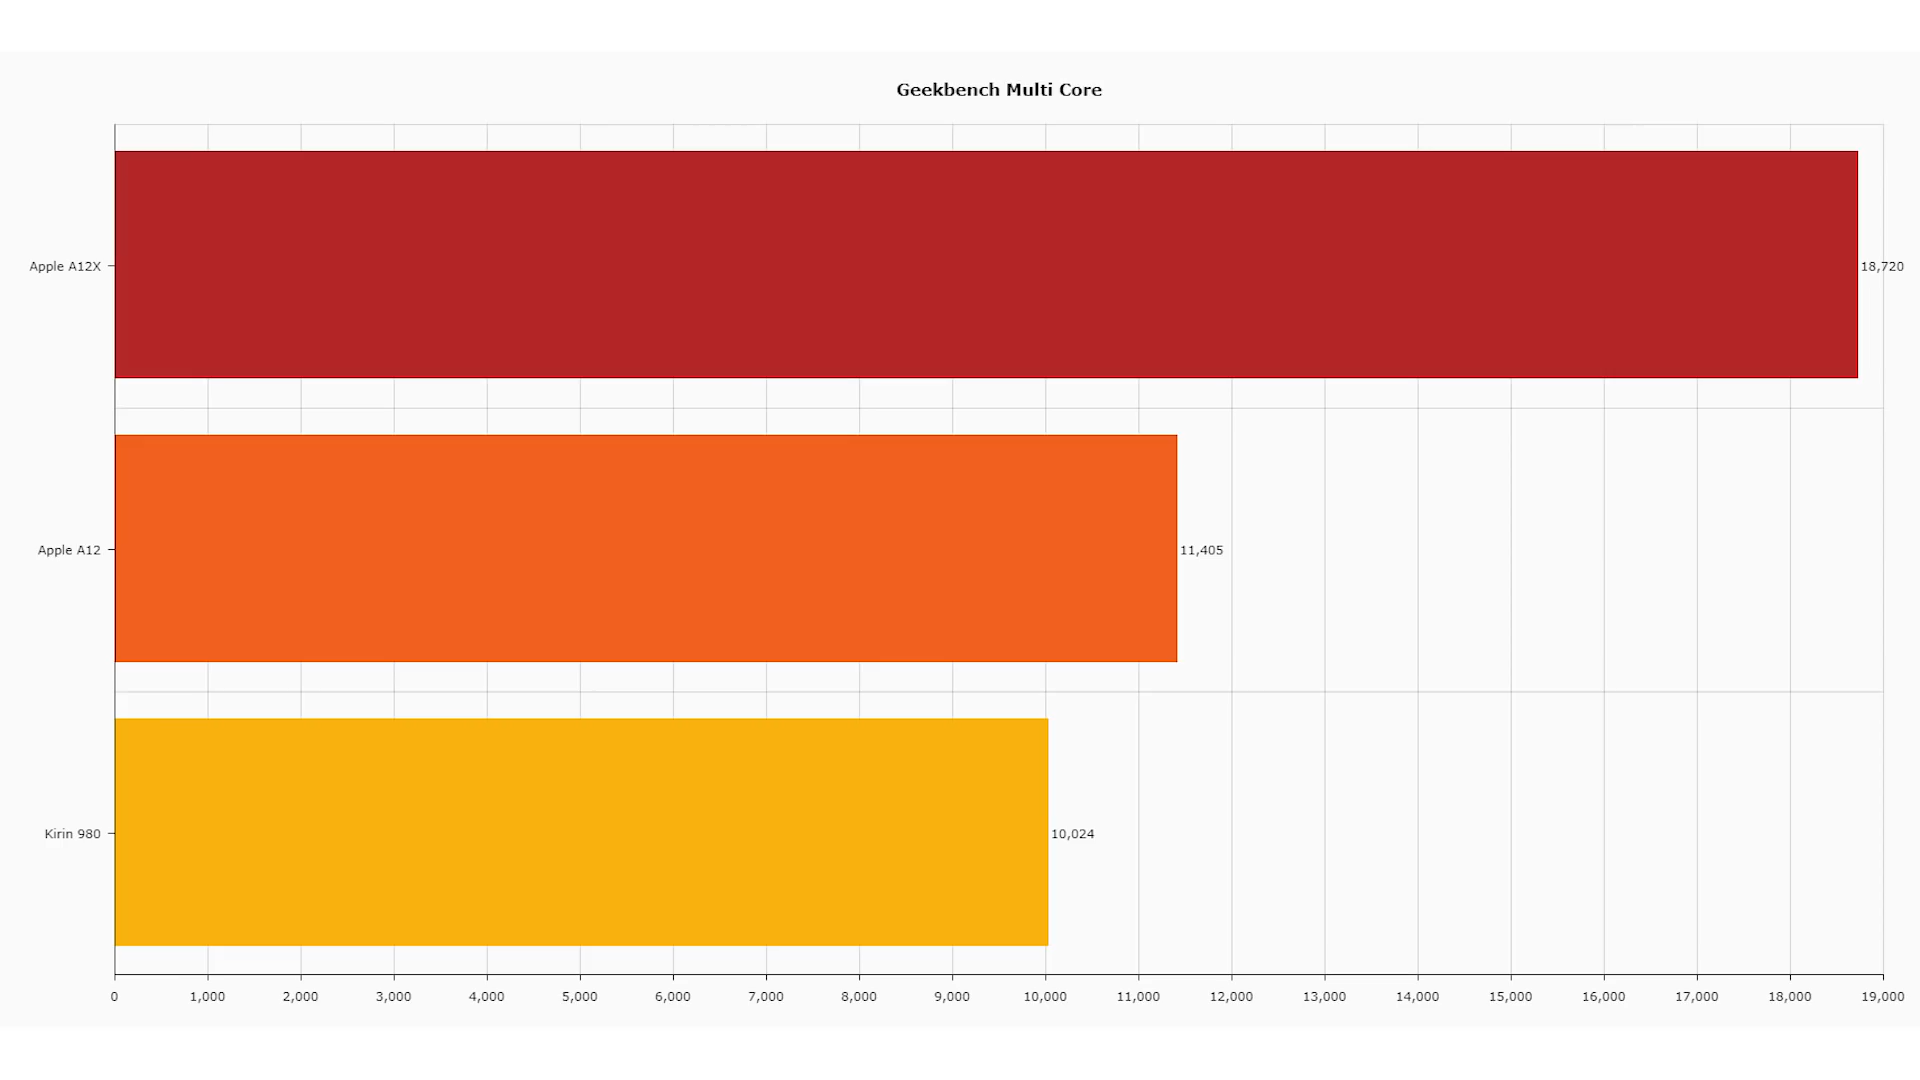 Geekbench Multi Core
Apple A12X
18,720
Apple A12
11,405
Kirin 980
10,024
0 1,000 2,000 3,000 4,000 5,000 6,000 7,000 8,000 9,000 10,000 11,000 12,000 13,000 14,000 15,000 16,000 17,000 18,000 19,000